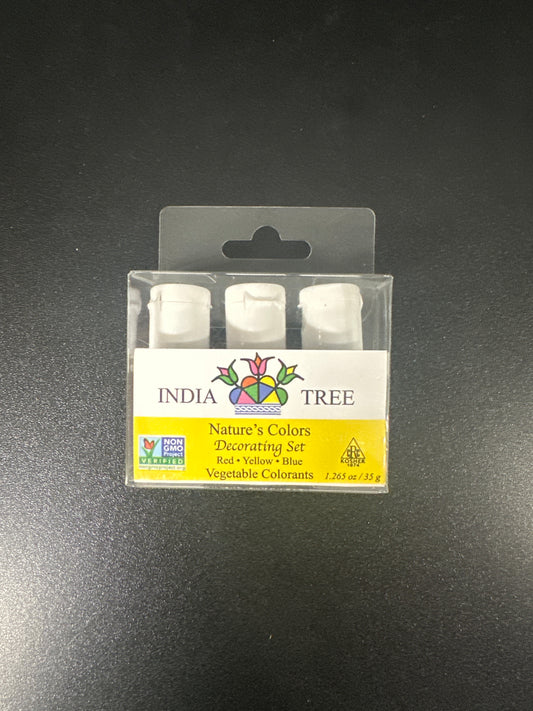 INDIA TREE
Nature's Colors
Decorating Set
Red • Yellow • Blue
Vegetable Colorants
1.265 oz / 35 g
NON
GMO
Project
VERIFIED
KOSHER